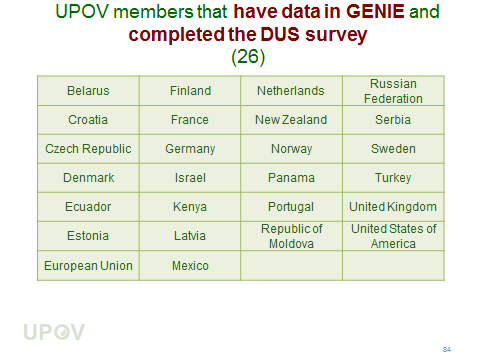 UPOV members that have data in GENIE and
completed the DUS survey
(26)
Belarus Finland Netherlands Russian
Federation
Croatia France New Zealand Serbia
Czech Republic Germany Norway Sweden
Denmark Israel Panama Turkey
Ecuador Kenya Portugal United Kingdom
Estonia Latvia Republic of
Moldova United States of
America
European Union Mexico
UPOV
84